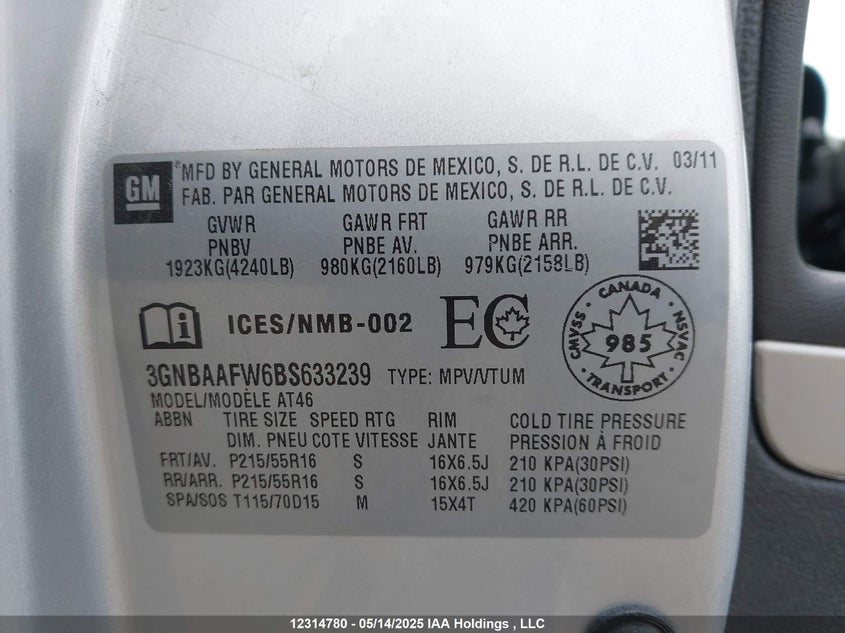 GM
*MFD BY GENERAL MOTORS DE MEXICO, S. DE R.L. DE C.V. 03/11
FAB. PAR GENERAL MOTORS DE MEXICO, S. DE R.L. DE C.V.
GVWR GAWR FRT GAWR RR
PNBV PNBE AV. PNBE ARR.
1923KG(4240LB) 980KG(2160LB) 979KG(2158LB)
i ICES/NMB-002 EC
CANADA
CMVSS 985 NSVAC
TRANSPORT
3GNBAAFW6BS633239 TYPE: MPV/VTUM
MODEL/MODÈLE AT46
ABBN TIRE SIZE SPEED RTG RIM COLD TIRE PRESSURE
DIM. PNEU COTE VITESSE JANTE PRESSION À FROID
FRT/AV. P215/55R16 S 16X6.5J 210 KPA(30PSI)
RR/ARR. P215/55R16 S 16X6.5J 210 KPA(30PSI)
SPA/SOS T115/70D15 M 15X4T 420 KPA(60PSI)
12314780 - 05/14/2025 IAA Holdings , LLC